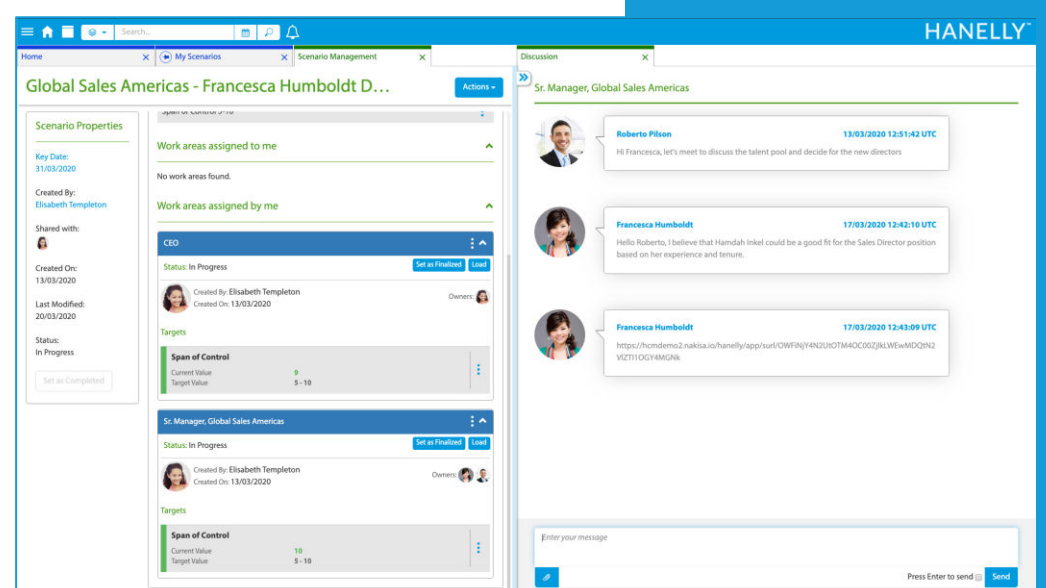 Search...
HANELLY
Home
My Scenarios
Scenario Management
Discussion
Global Sales Americas - Francesca Humboldt D...
Actions
Scenario Properties
Key Date:
31/03/2020
Created By:
Elisabeth Templeton
Shared with:
Created On:
13/03/2020
Last Modified:
20/03/2020
Status:
In Progress
Set as Completed
Span of Control 5-10
Work areas assigned to me
No work areas found.
Work areas assigned by me
CEO
Status: In Progress
Set as Finalized
Load
Created By: Elisabeth Templeton
Created On: 13/03/2020
Owners:
Targets
Span of Control
Current Value 9
Target Value 5 - 10
Sr. Manager, Global Sales Americas
Status: In Progress
Set as Finalized
Load
Created By: Elisabeth Templeton
Created On: 13/03/2020
Owners:
Targets
Span of Control
Current Value 10
Target Value 5 - 10
Sr. Manager, Global Sales Americas
Roberto Pilson 13/03/2020 12:51:42 UTC
Hi Francesca, let's meet to discuss the talent pool and decide for the new directors
Francesca Humboldt 17/03/2020 12:42:10 UTC
Hello Roberto, I believe that Hamdah Inkel could be a good fit for the Sales Director position
based on her experience and tenure.
Francesca Humboldt 17/03/2020 12:43:09 UTC
Enter your message
Press Enter to send
Send